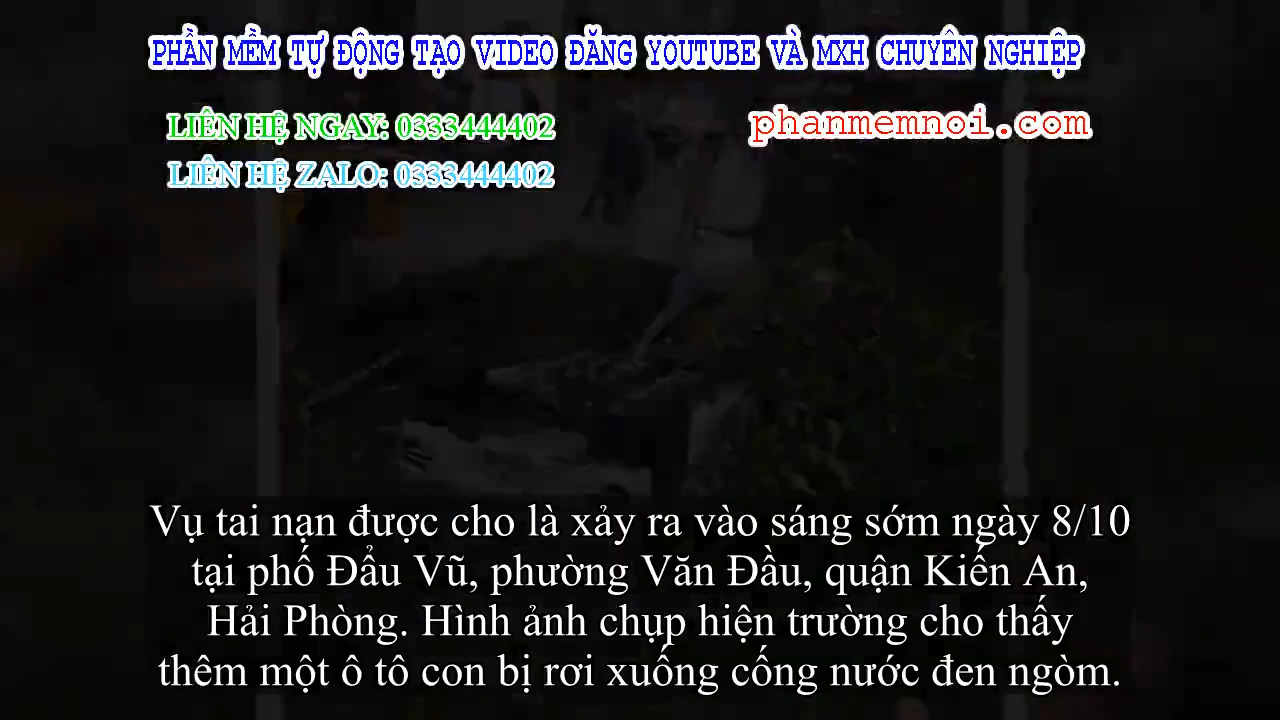 PHẦN MỀM TỰ ĐỘNG TẠO VIDEO ĐĂNG YOUTUBE VÀ MXH CHUYÊN NGHIỆP
LIÊN HỆ NGAY: 0333444402
phanmemnoi.com
LIÊN HỆ ZALO: 0333444402
Vụ tai nạn được cho là xảy ra vào sáng sớm ngày 8/10
tại phố Đẩu Vũ, phường Văn Đầu, quận Kiến An,
Hải Phòng. Hình ảnh chụp hiện trường cho thấy
thêm một ô tô con bị rơi xuống cống nước đen ngòm.